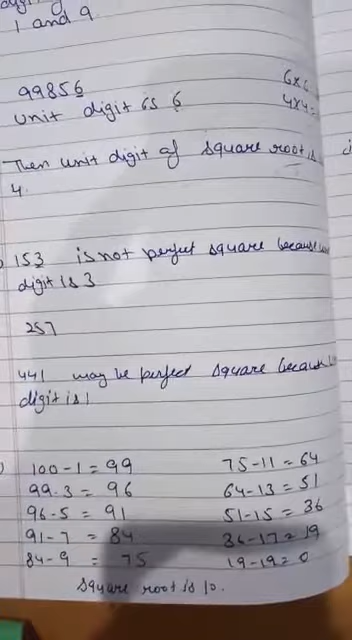 1 and 9
99856
6x6
unit digit is 6
4x4=
Then unit digit of square root is
4.
153 is not perfect square because
digit is 3
257
441 may be perfect square because
digit is 1
100-1=99
99-3=96
96-5=91
91-7=84
84-9=75
75-11=64
64-13=51
51-15=36
36-17=19
19-19=0
square root is 10.